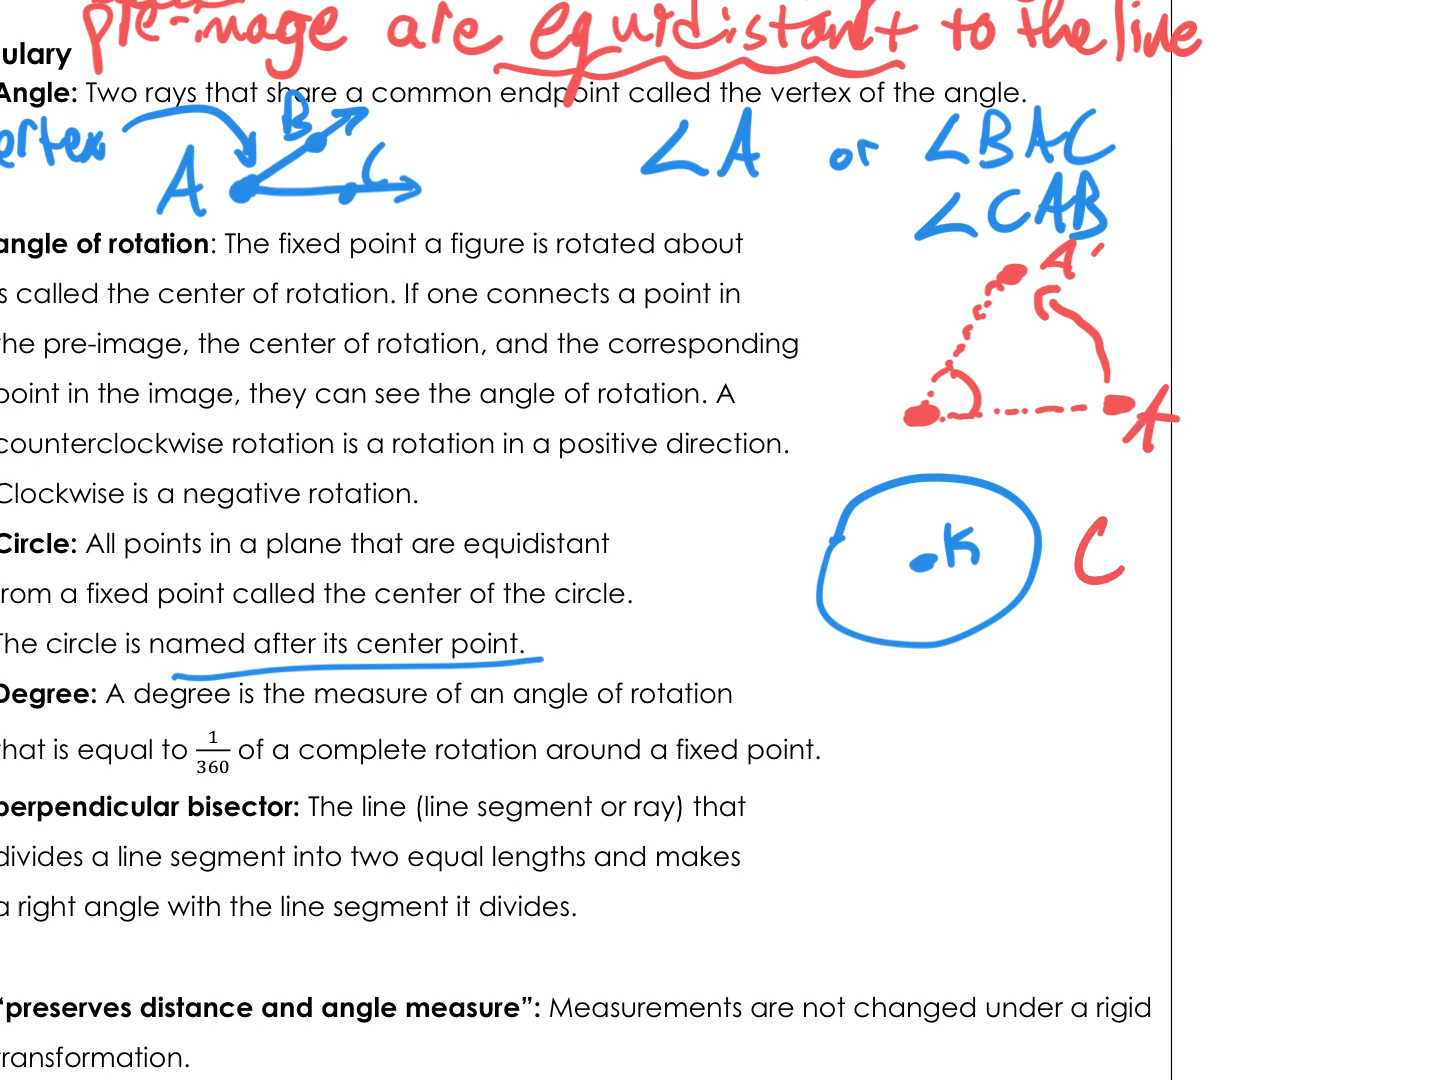 pre-image are equidistant to the line
ulary
Angle: Two rays that share a common endpoint called the vertex of the angle.
ertex
A
B
C
∠A or ∠BAC
∠CAB
angle of rotation: The fixed point a figure is rotated about
is called the center of rotation. If one connects a point in
the pre-image, the center of rotation, and the corresponding
point in the image, they can see the angle of rotation. A
counterclockwise rotation is a rotation in a positive direction.
Clockwise is a negative rotation.
A'
A
Circle: All points in a plane that are equidistant
from a fixed point called the center of the circle.
The circle is named after its center point.
K
C
Degree: A degree is the measure of an angle of rotation
that is equal to 1/360 of a complete rotation around a fixed point.
perpendicular bisector: The line (line segment or ray) that
divides a line segment into two equal lengths and makes
a right angle with the line segment it divides.
“preserves distance and angle measure”: Measurements are not changed under a rigid
transformation.